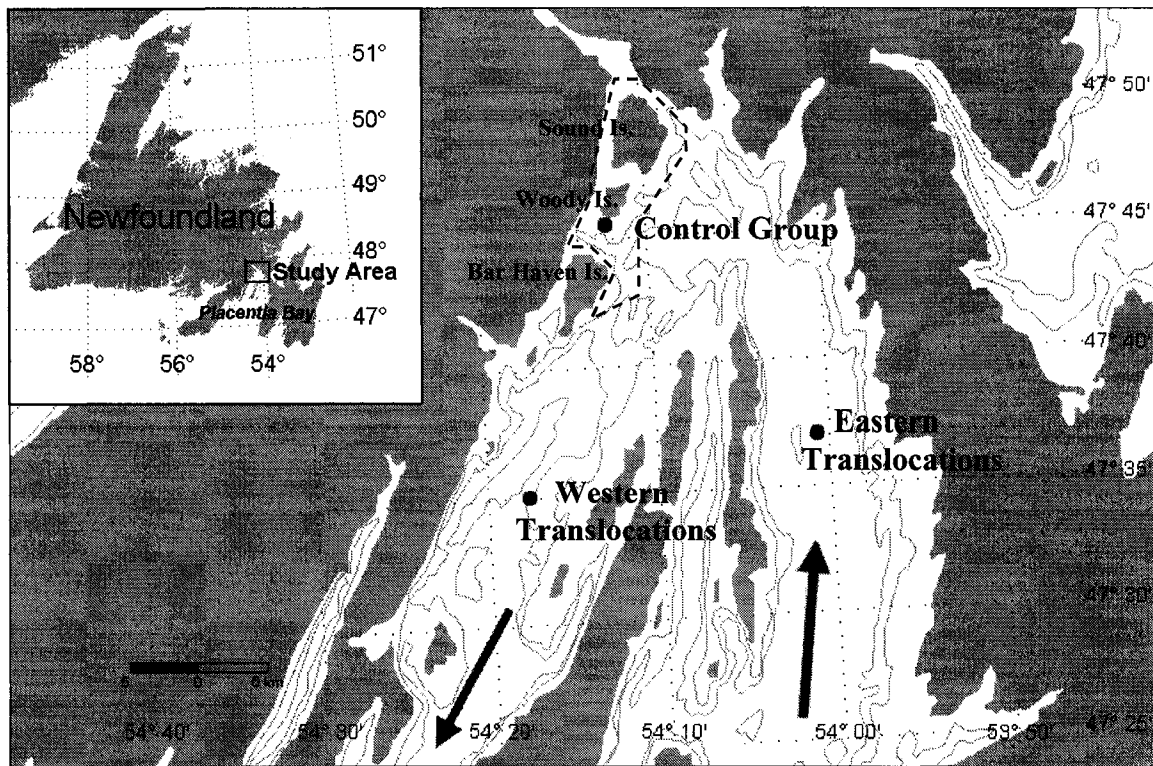 51°
50°
49°
48°
47°
Newfoundland
Study Area
Placentia Bay
58°
56°
54°
Sound Is.
Woody Is.
Control Group
Bar Haven Is.
Eastern
Translocations
Western
Translocations
47° 50'
47° 45'
47° 40'
47° 35'
47° 30'
47° 25'
54° 40'
54° 30'
54° 20'
54° 10'
54° 00'
53° 50'